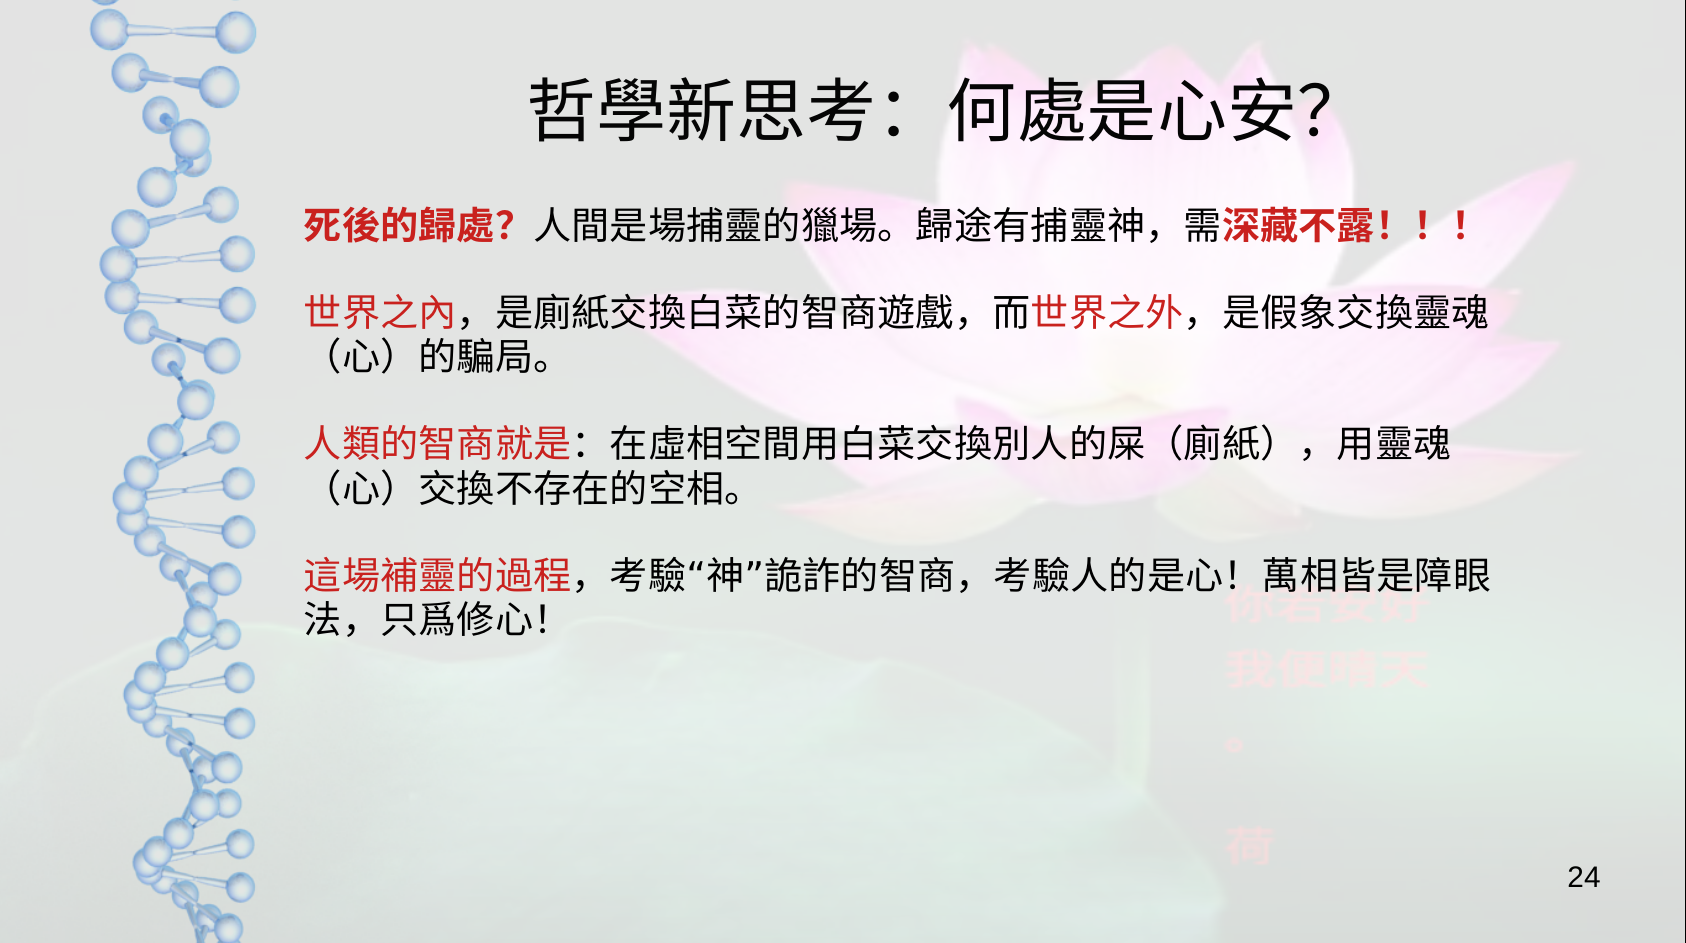 哲學新思考：何處是心安？
死後的歸處？人間是場捕靈的獵場。歸途有捕靈神，需深藏不露！！！
世界之內，是廁紙交換白菜的智商遊戲，而世界之外，是假象交換靈魂
（心）的騙局。
人類的智商就是：在虛相空間用白菜交換別人的屎（廁紙），用靈魂
（心）交換不存在的空相。
這場補靈的過程，考驗“神”詭詐的智商，考驗人的是心！萬相皆是障眼
法，只爲修心！
你若安好
我便晴天
。
荷
24